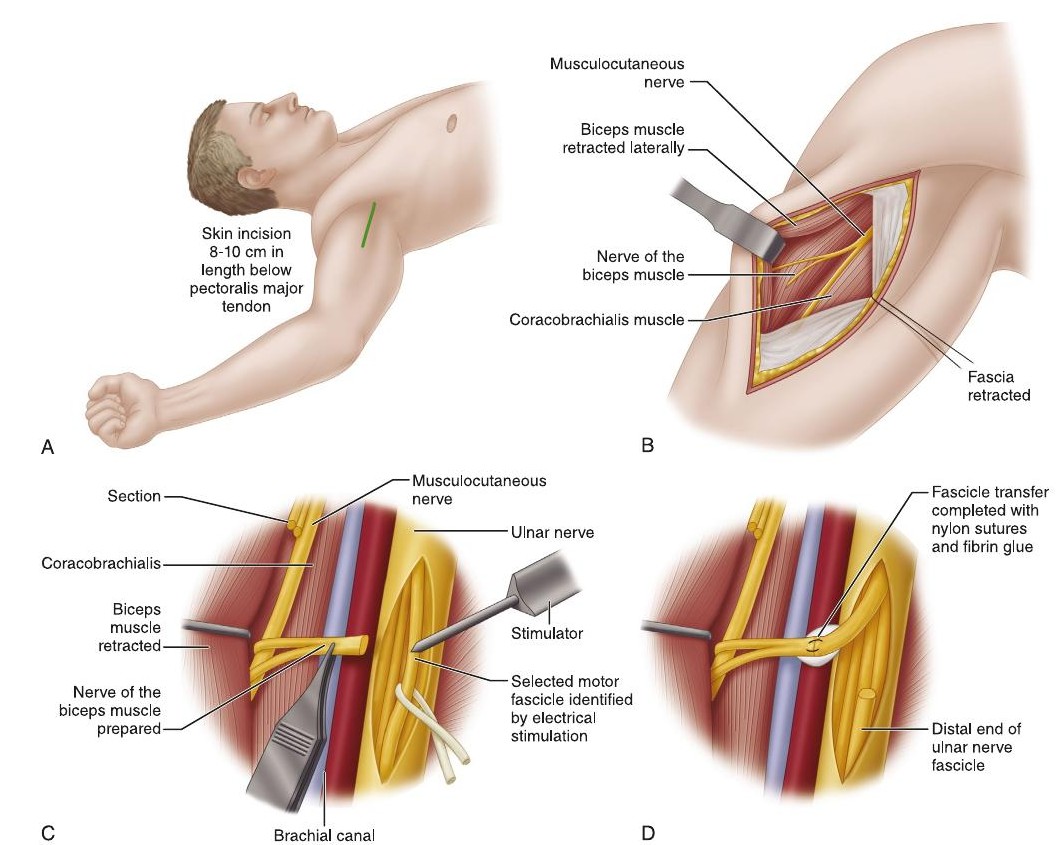 Skin incision
8-10 cm in
length below
pectoralis major
tendon
A
Musculocutaneous
nerve
Biceps muscle
retracted laterally
Nerve of the
biceps muscle
Coracobrachialis muscle
Fascia
retracted
B
Section
Musculocutaneous
nerve
Ulnar nerve
Coracobrachialis
Biceps
muscle
retracted
Stimulator
Nerve of the
biceps muscle
prepared
Selected motor
fascicle identified
by electrical
stimulation
Brachial canal
C
Fascicle transfer
completed with
nylon sutures
and fibrin glue
Distal end of
ulnar nerve
fascicle
D